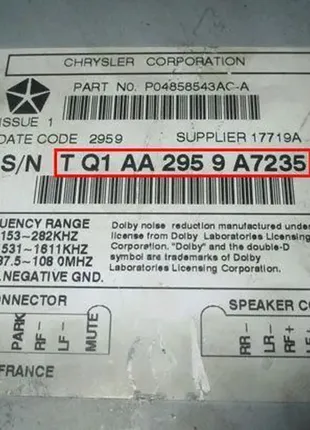 CHRYSLER CORPORATION
PART NO. P04858543AC-A
ISSUE 1
DATE CODE 2959 SUPPLIER 17719A
S/N T Q1 AA 295 9 A7235
QUENCY RANGE
153-282KHZ
531-1611KHZ
87.5-108 0MHZ
NEGATIVE GND.
Dolby noise reduction manufactured under
license from Dolby Laboratories Licensing
Corporation. "Dolby" and the double-D
symbol are trademarks of Dolby
Laboratories Licensing Corporation.
ONNECTOR
SPEAKER CO
PARK
RF-
LF-
MUTE
RR-
LR-
RF+
LF+
FRANCE